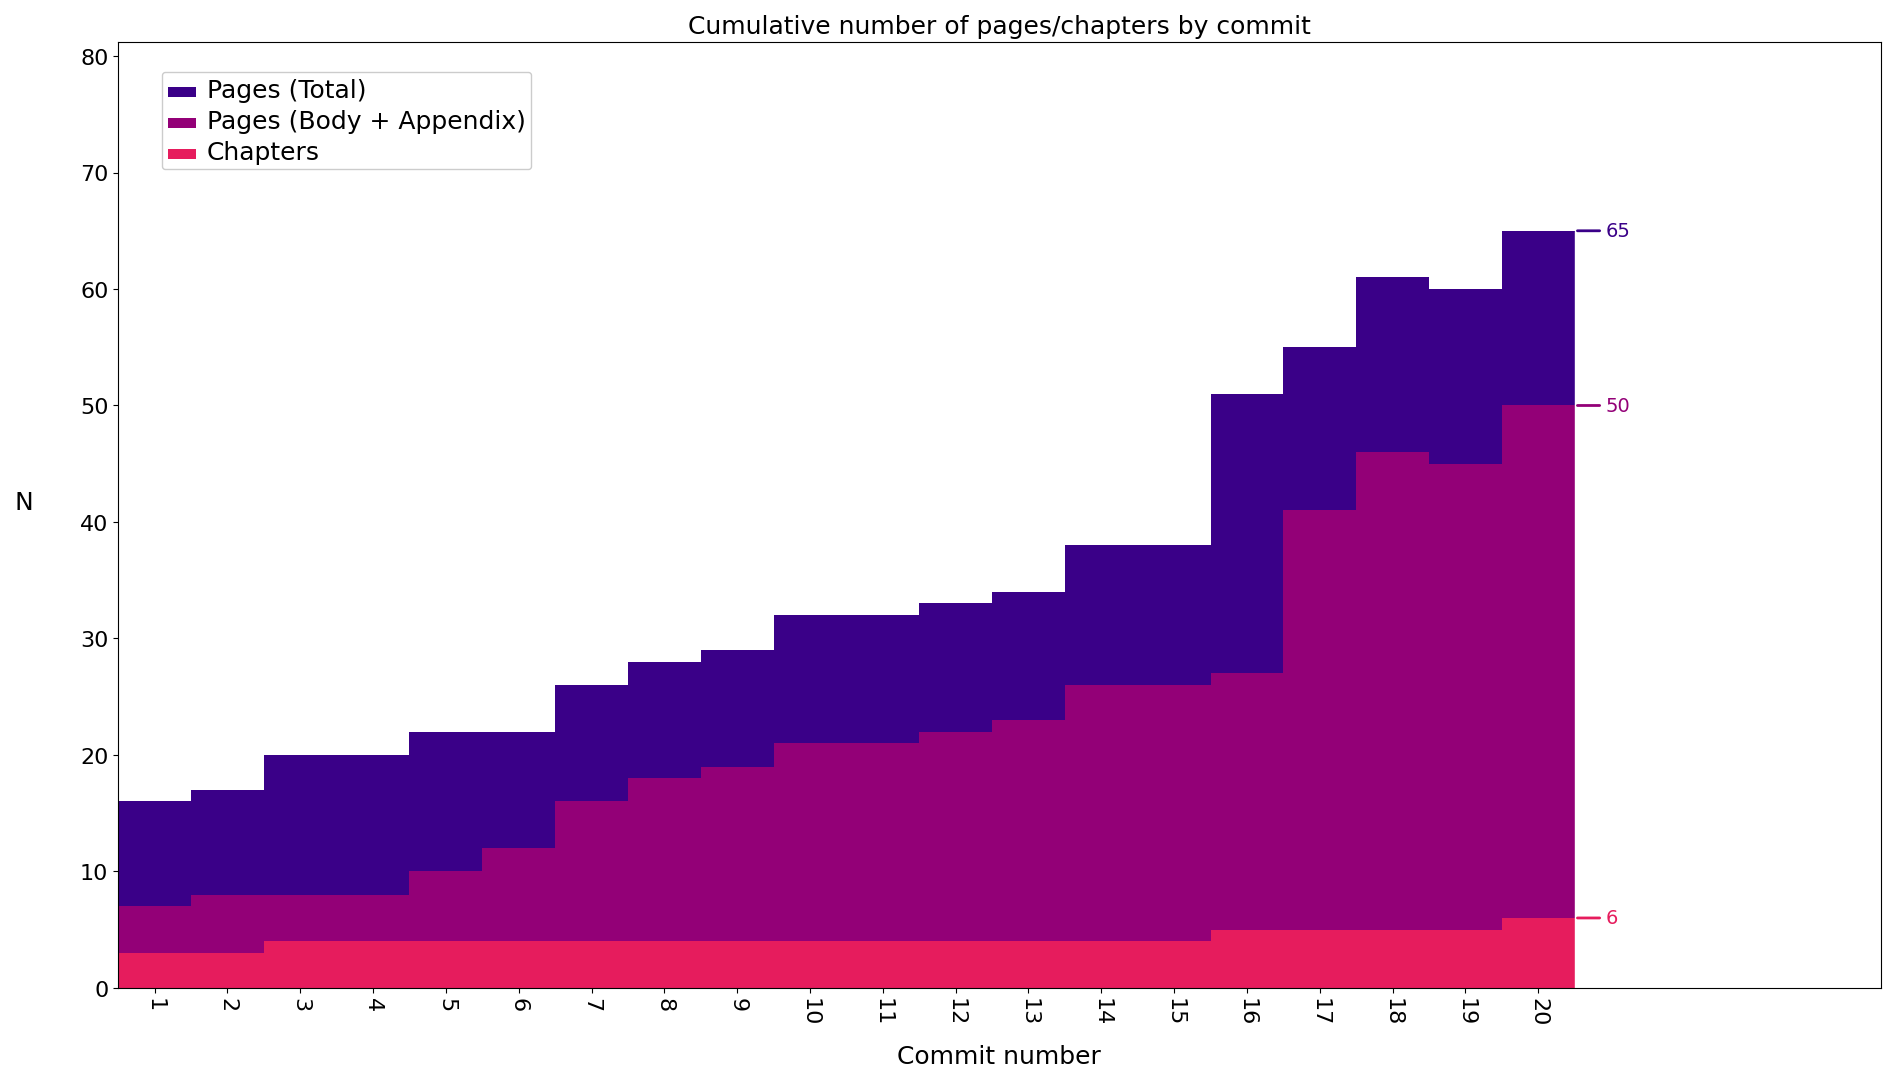 Cumulative number of pages/chapters by commit
80
70
60
50
40
30
20
10
0
N
Pages (Total)
Pages (Body + Appendix)
Chapters
65
50
6
1 2 3 4 5 6 7 8 9 10 11 12 13 14 15 16 17 18 19 20
Commit number